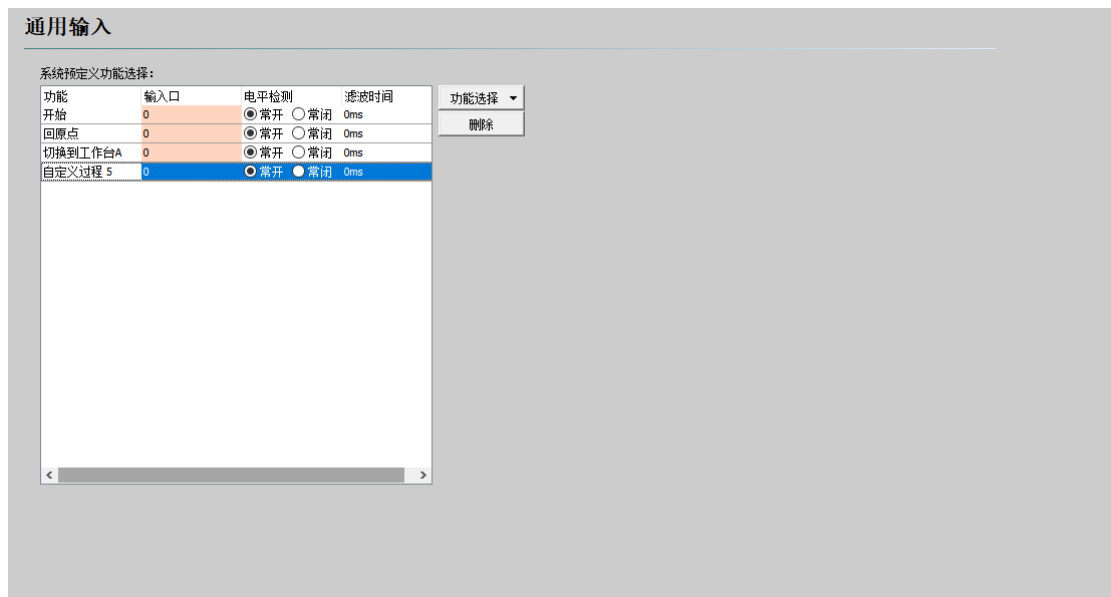 通用输入
系统预定义功能选择:
功能 输入口 电平检测 滤波时间 功能选择
开始 0 常开 常闭 0ms
删除
回原点 0 常开 常闭 0ms
切换到工作台A 0 常开 常闭 0ms
自定义过程 5 0 常开 常闭 0ms